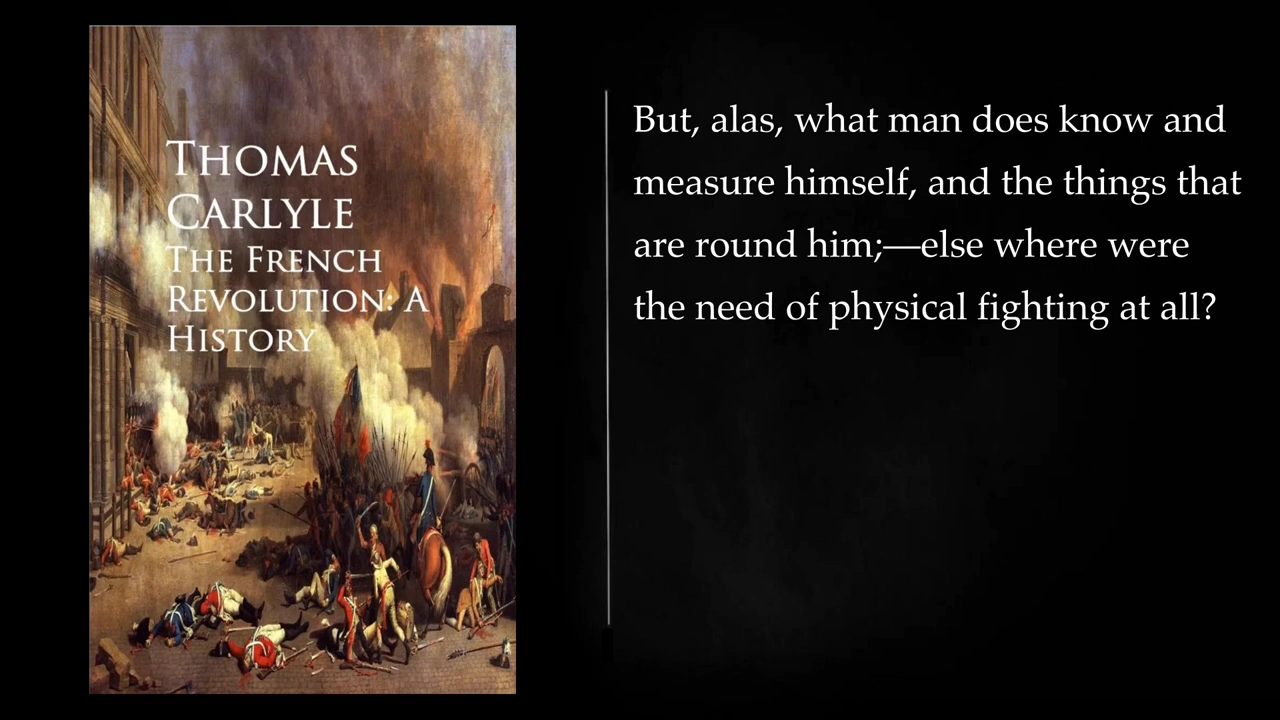 THOMAS
CARLYLE
THE FRENCH
REVOLUTION: A
HISTORY
But, alas, what man does know and
measure himself, and the things that
are round him;—else where were
the need of physical fighting at all?